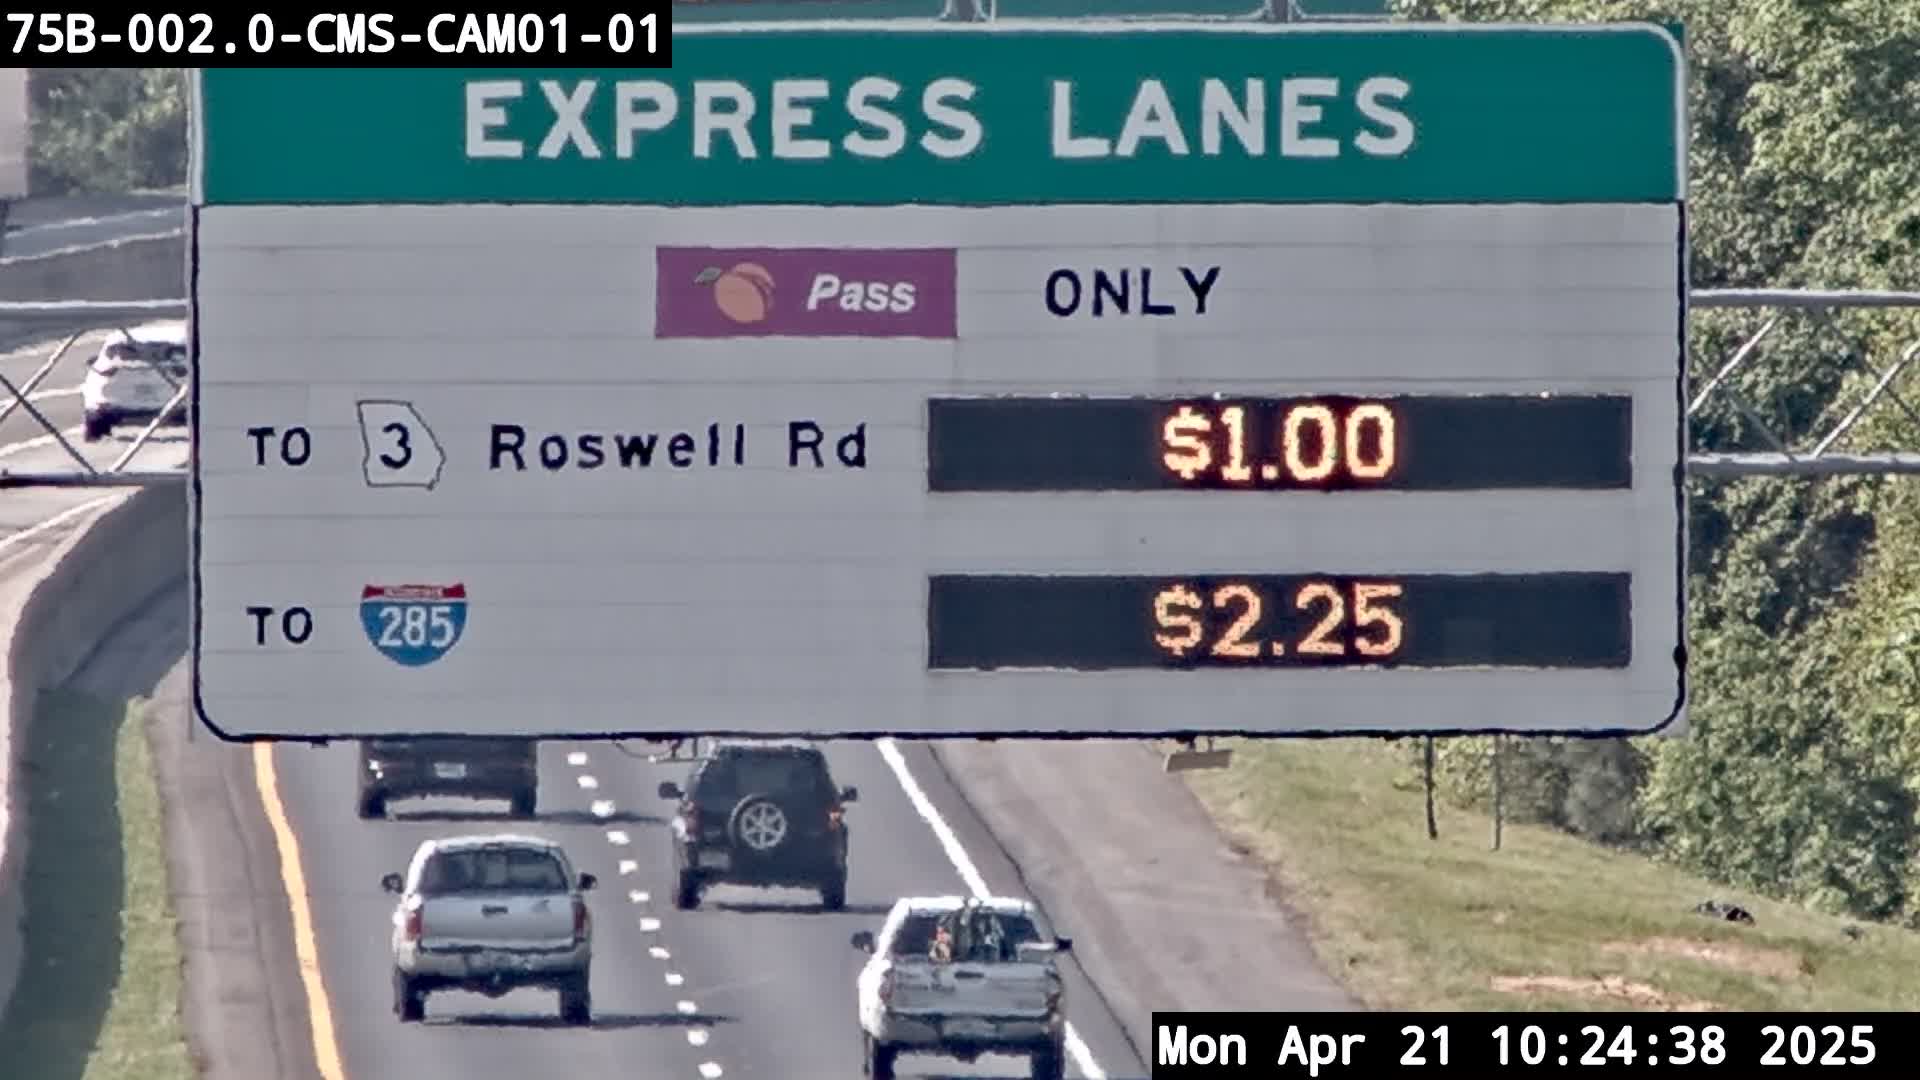 75B-002.0-CMS-CAM01-01
EXPRESS LANES
Pass ONLY
TO 3 Roswell Rd $1.00
TO 285 $2.25
Mon Apr 21 10:24:38 2025